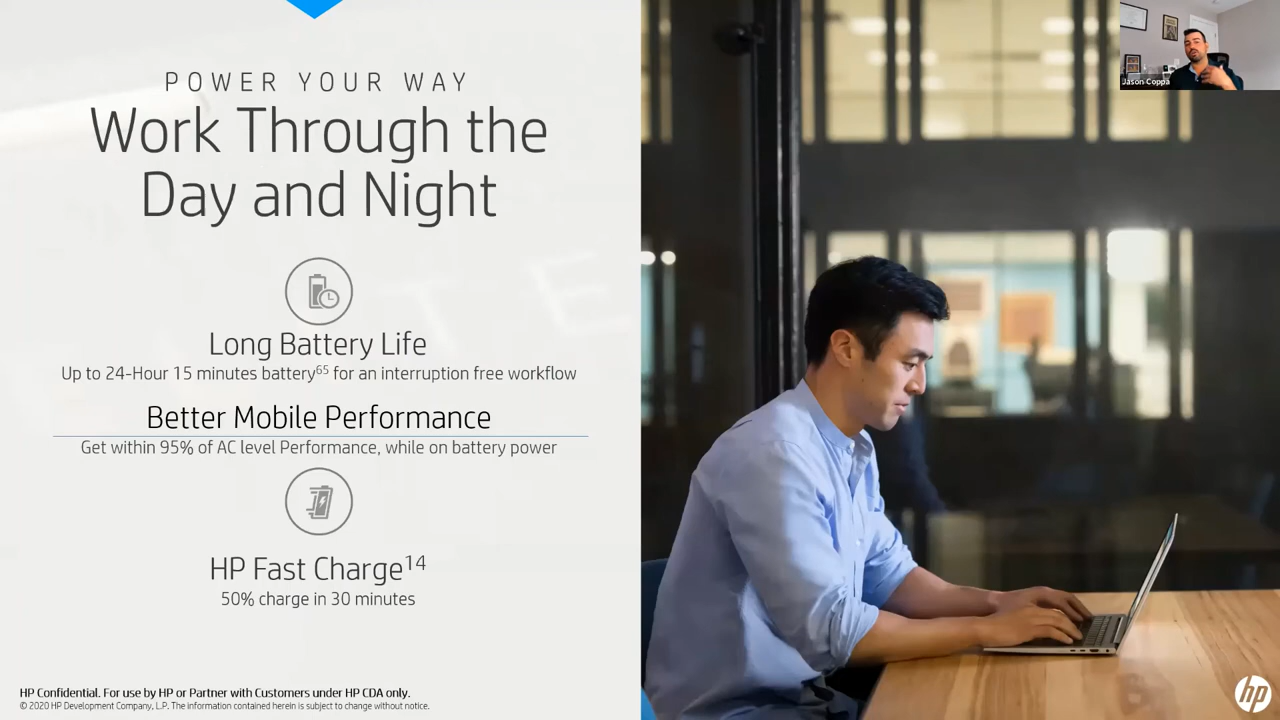 POWER YOUR WAY
Work Through the
Day and Night
Long Battery Life
Up to 24-Hour 15 minutes battery65 for an interruption free workflow
Better Mobile Performance
Get within 95% of AC level Performance, while on battery power
HP Fast Charge14
50% charge in 30 minutes
HP Confidential. For use by HP or Partner with Customers under HP CDA only.
© 2020 HP Development Company, L.P. The information contained herein is subject to change without notice.
Jason Coppa
hp